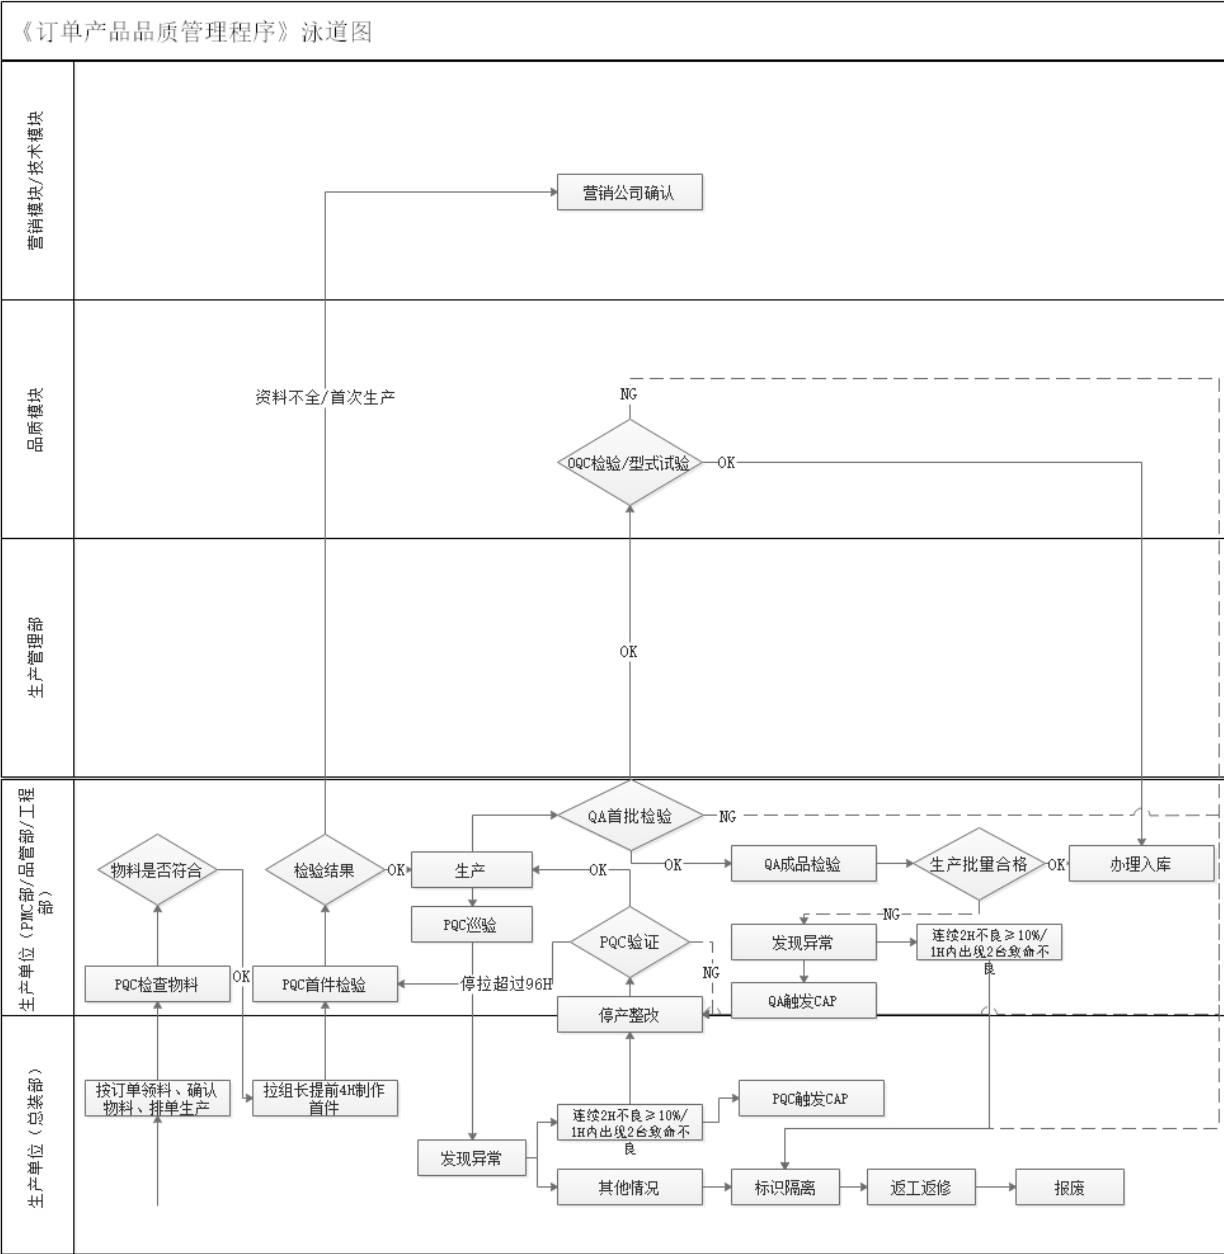 《订单产品品质管理程序》泳道图
营销模块/技术模块
营销公司确认
品质模块
资料不全/首次生产
NG
OQC检验/型式试验
OK
生产管理部
OK
生产单位（PMC部/品管部/工程
部）
物料是否符合
检验结果
OK
生产
QA首批检验
NG
OK
OK
QA成品检验
生产批量合格
OK
办理入库
PQC巡验
PQC验证
NG
发现异常
连续2H不良≥10%/
1H内出现2台致命不
良
PQC检查物料
OK
PQC首件检验
停拉超过96H
NG
QA触发CAP
停产整改
生产单位（总装部）
按订单领料、确认
物料、排单生产
拉组长提前4H制作
首件
连续2H不良≥10%/
1H内出现2台致命不
良
PQC触发CAP
发现异常
其他情况
标识隔离
返工返修
报废